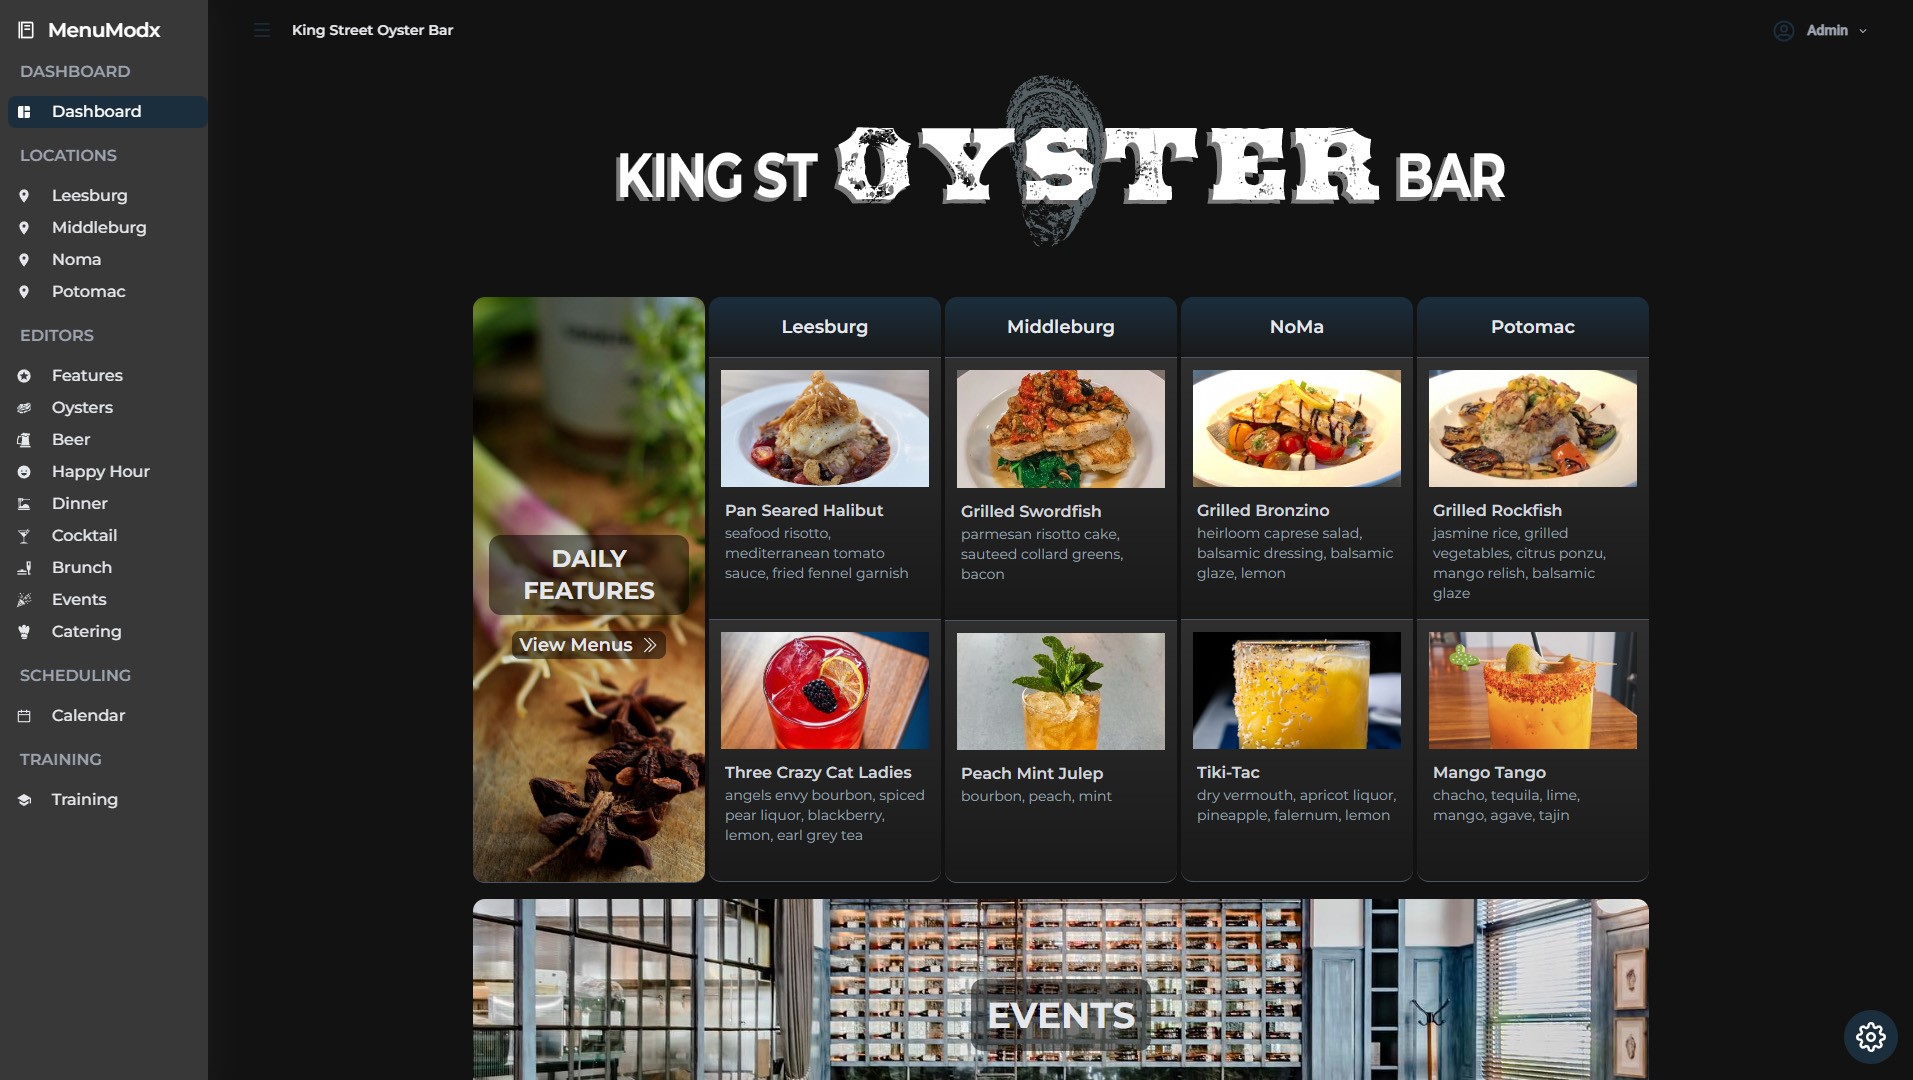 MenuModx
King Street Oyster Bar
Admin
DASHBOARD
Dashboard
LOCATIONS
Leesburg
Middleburg
Noma
Potomac
EDITORS
Features
Oysters
Beer
Happy Hour
Dinner
Cocktail
Brunch
Events
Catering
SCHEDULING
Calendar
TRAINING
Training
KING ST OYSTER BAR
DAILY
FEATURES
View Menus
Leesburg
Pan Seared Halibut
seafood risotto,
mediterranean tomato
sauce, fried fennel garnish
Three Crazy Cat Ladies
angels envy bourbon, spiced
pear liquor, blackberry,
lemon, earl grey tea
Middleburg
Grilled Swordfish
parmesan risotto cake,
sauteed collard greens,
bacon
Peach Mint Julep
bourbon, peach, mint
NoMa
Grilled Bronzino
heirloom caprese salad,
balsamic dressing, balsamic
glaze, lemon
Tiki-Tac
dry vermouth, apricot liquor,
pineapple, falernum, lemon
Potomac
Grilled Rockfish
jasmine rice, grilled
vegetables, citrus ponzu,
mango relish, balsamic
glaze
Mango Tango
chacho, tequila, lime,
mango, agave, tajin
EVENTS